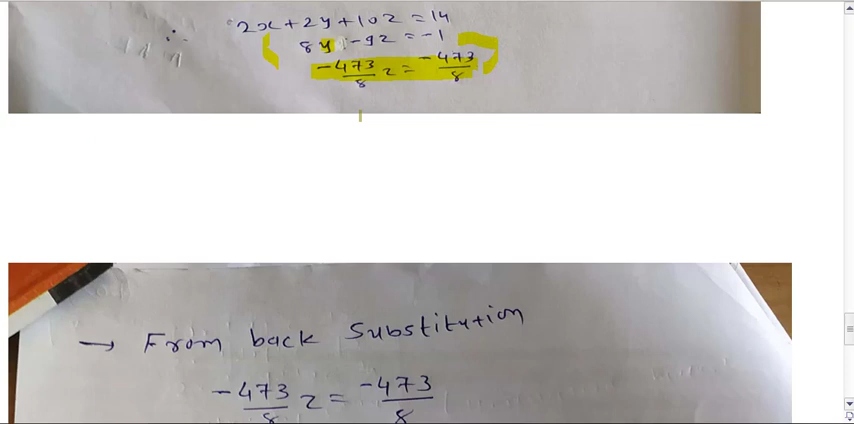 ∴ 2x+2y+10z=14
8y-9z=-1
-473/8 z = -473/8
→ From back Substitution
-473/8 z = -473/8